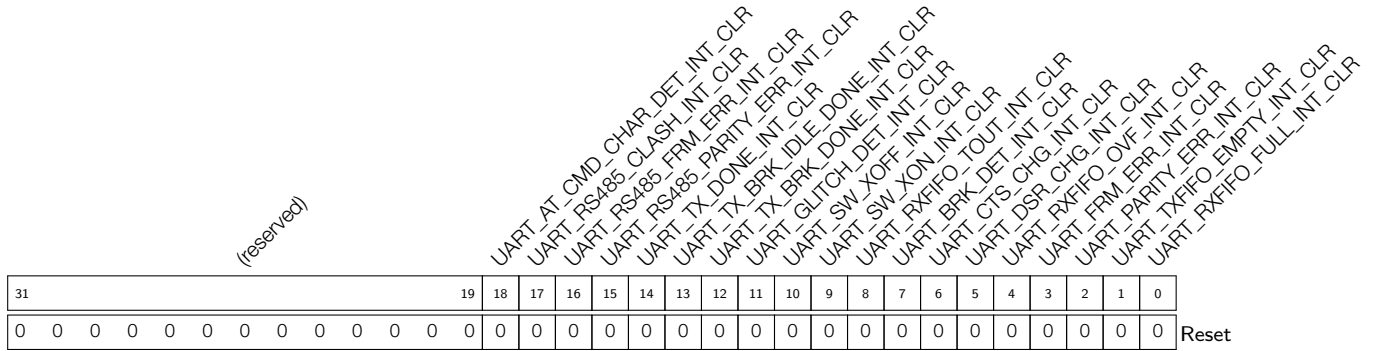 (reserved)
UART_AT_CMD_CHAR_DET_INT_CLR
UART_RS485_CLASH_INT_CLR
UART_RS485_FRM_ERR_INT_CLR
UART_RS485_PARITY_ERR_INT_CLR
UART_TX_DONE_INT_CLR
UART_TX_BRK_IDLE_DONE_INT_CLR
UART_TX_BRK_DONE_INT_CLR
UART_GLITCH_DET_INT_CLR
UART_SW_XOFF_INT_CLR
UART_SW_XON_INT_CLR
UART_RXFIFO_TOUT_INT_CLR
UART_BRK_DET_INT_CLR
UART_CTS_CHG_INT_CLR
UART_DSR_CHG_INT_CLR
UART_RXFIFO_OVF_INT_CLR
UART_FRM_ERR_INT_CLR
UART_PARITY_ERR_INT_CLR
UART_TXFIFO_EMPTY_INT_CLR
UART_RXFIFO_FULL_INT_CLR
31 19 18 17 16 15 14 13 12 11 10 9 8 7 6 5 4 3 2 1 0
0 0 0 0 0 0 0 0 0 0 0 0 0 0 0 0 0 0 0 0 0 0 0 0 0 0 0 0 0 0 0 0 Reset